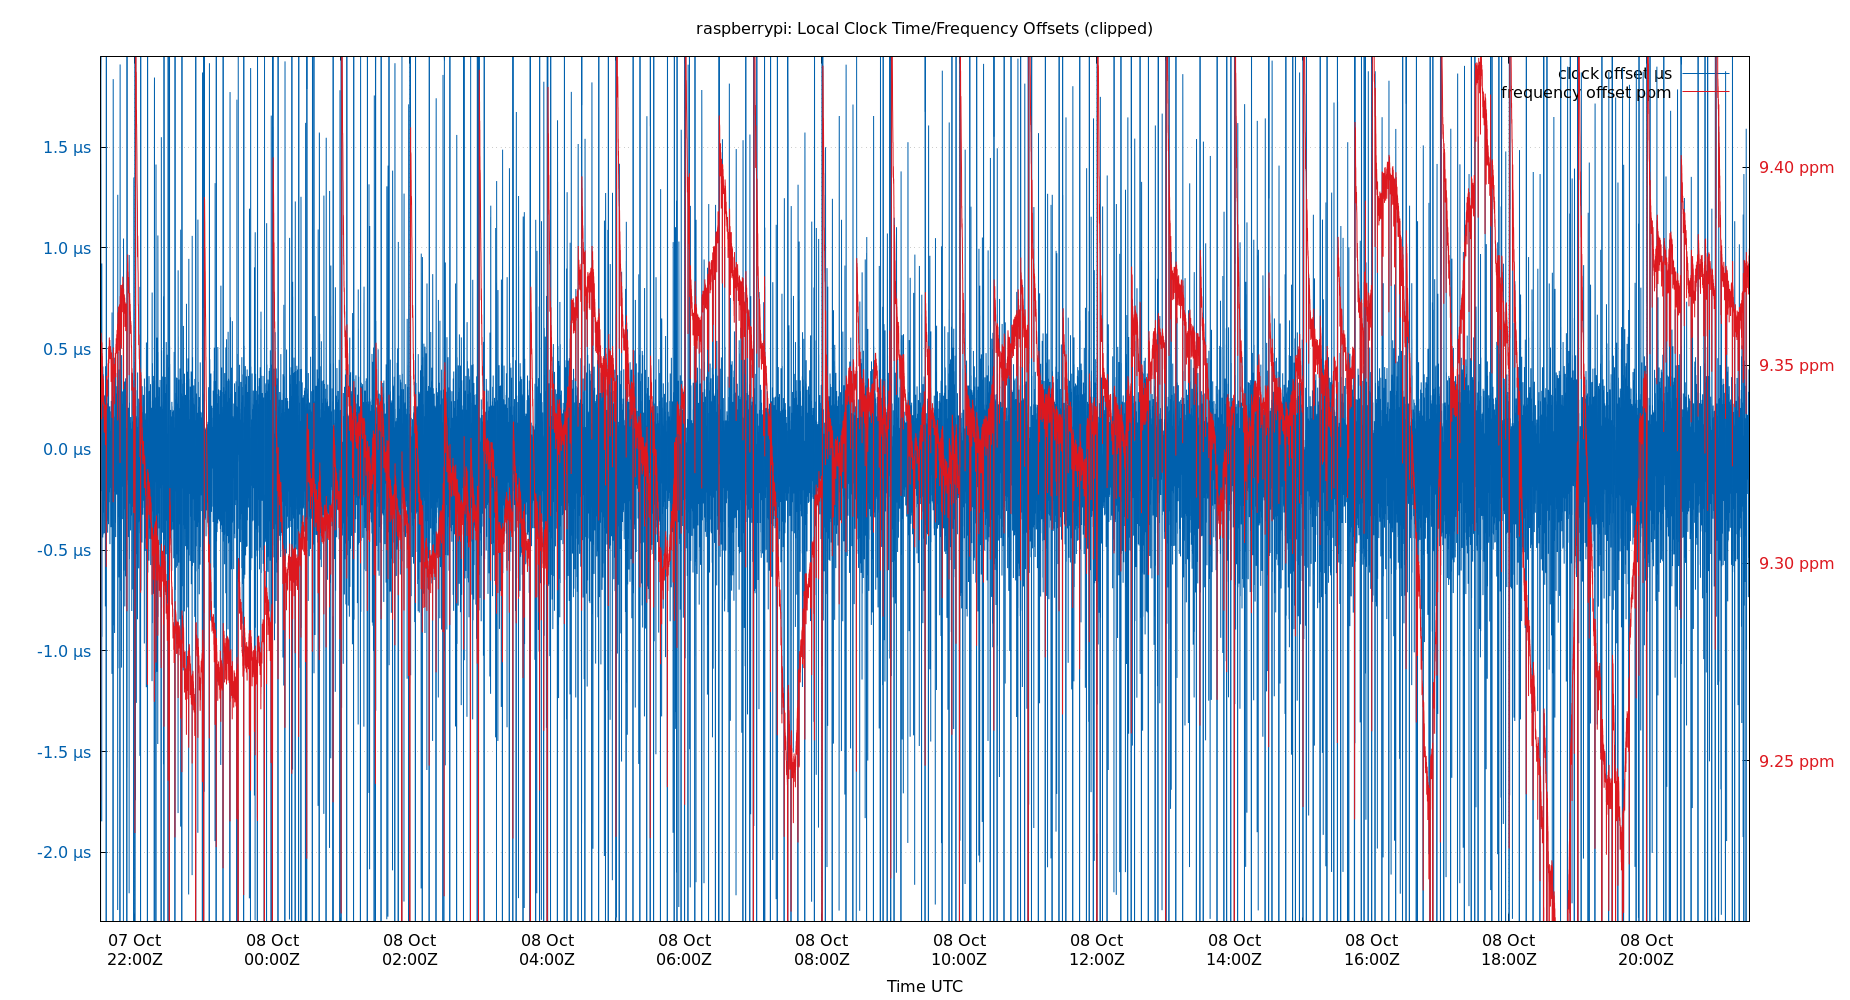 raspberrypi: Local Clock Time/Frequency Offsets (clipped)
clock offset µs
frequency offset ppm
1.5 µs
1.0 µs
0.5 µs
0.0 µs
-0.5 µs
-1.0 µs
-1.5 µs
-2.0 µs
9.40 ppm
9.35 ppm
9.30 ppm
9.25 ppm
07 Oct 08 Oct 08 Oct 08 Oct 08 Oct 08 Oct 08 Oct 08 Oct 08 Oct 08 Oct 08 Oct 08 Oct
22:00Z 00:00Z 02:00Z 04:00Z 06:00Z 08:00Z 10:00Z 12:00Z 14:00Z 16:00Z 18:00Z 20:00Z
Time UTC